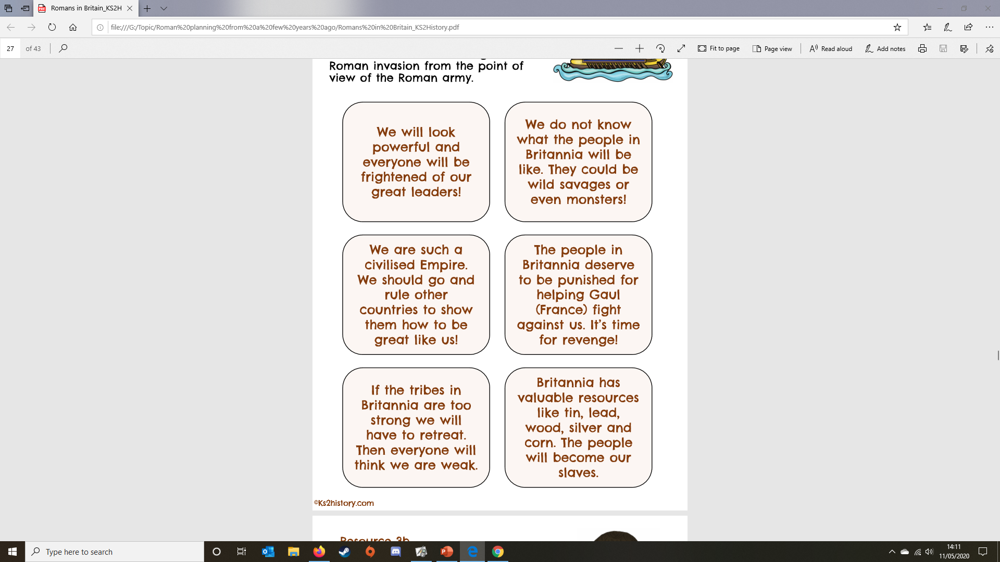 Romans in Britain_KS2H
file:///G:/Topic/Roman%20planning%20from%20a%20few%20years%20ago/Romans%20in%20Britain_KS2History.pdf
27 of 43
Fit to page
Page view
Read aloud
Add notes
Roman invasion from the point of
view of the Roman army.
We will look
powerful and
everyone will be
frightened of our
great leaders!
We do not know
what the people in
Britannia will be
like. They could be
wild savages or
even monsters!
We are such a
civilised Empire.
We should go and
rule other
countries to show
them how to be
great like us!
The people in
Britannia deserve
to be punished for
helping Gaul
(France) fight
against us. It's time
for revenge!
If the tribes in
Britannia are too
strong we will
have to retreat.
Then everyone will
think we are weak.
Britannia has
valuable resources
like tin, lead,
wood, silver and
corn. The people
will become our
slaves.
©Ks2history.com
Resource 3b
Type here to search
14:11
11/05/2020